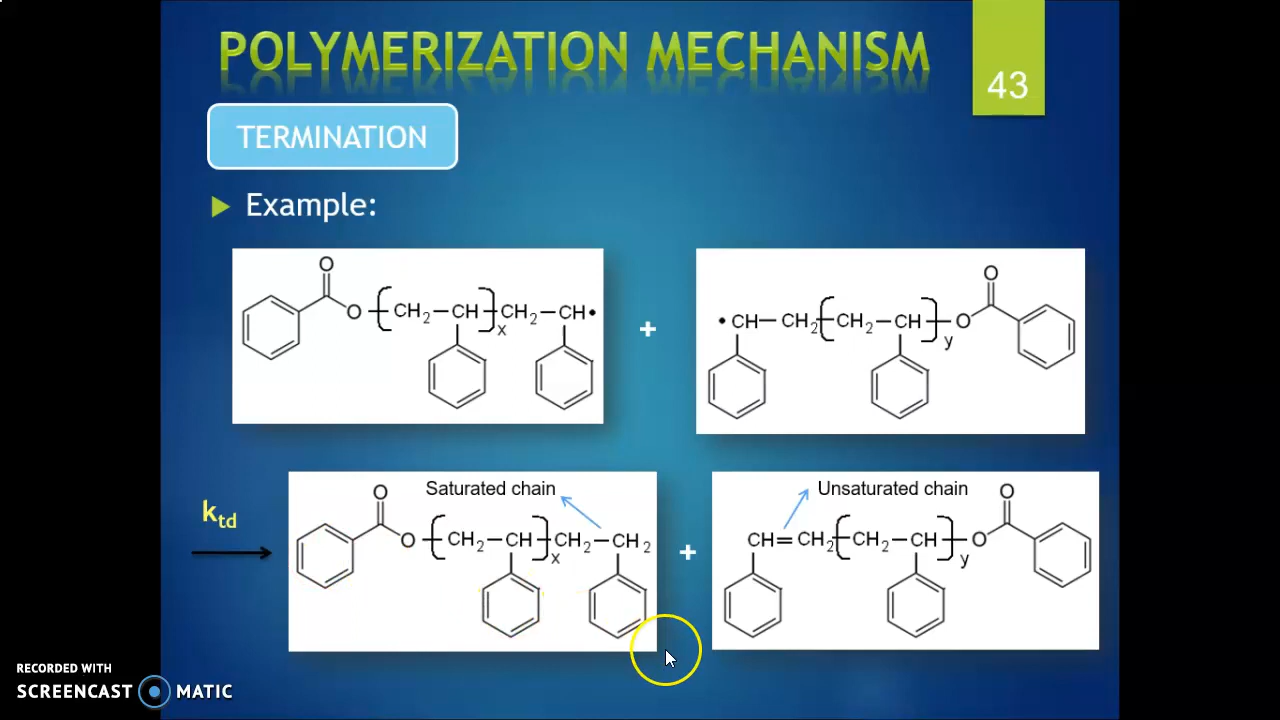 POLYMERIZATION MECHANISM
43
TERMINATION
Example:
O
O CH2 CH x CH2 CH•
+
•CH CH2 CH2 CH y O
O
ktd
Saturated chain
O
O CH2 CH x CH2 CH2
+
Unsaturated chain
O
CH=CH2 CH2 CH y O
RECORDED WITH
SCREENCAST MATIC